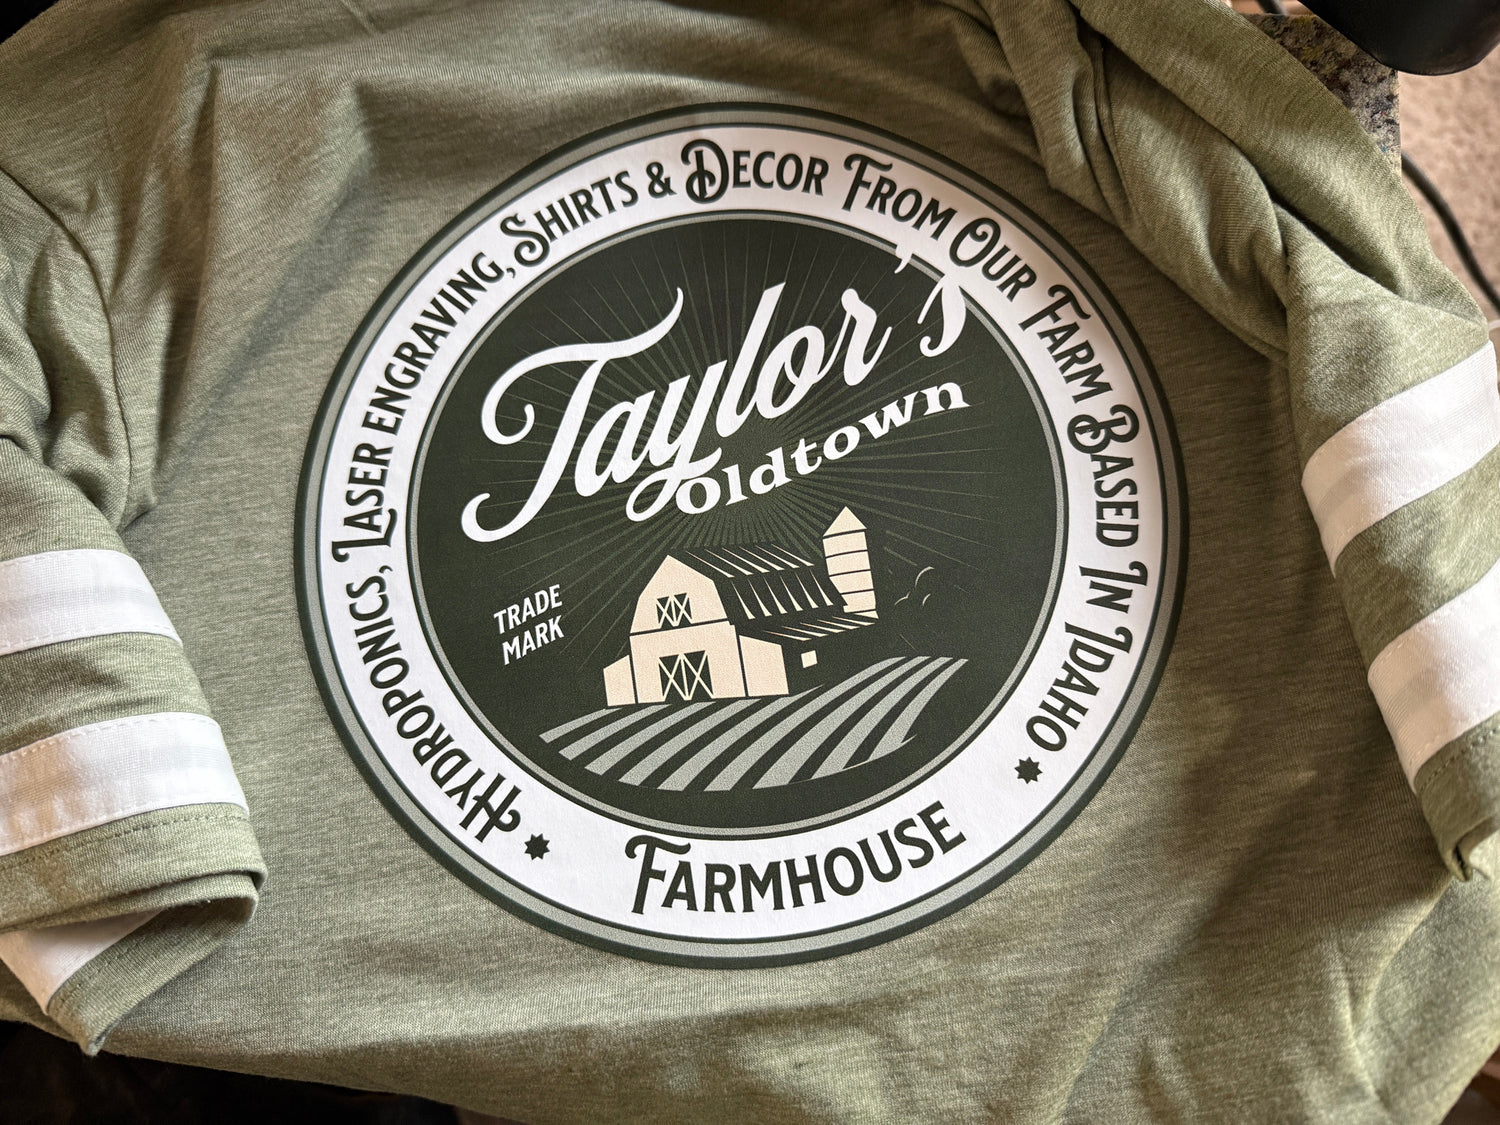 Hydroponics, Laser engraving, Shirts & Decor From Our Farm Based In Idaho
Taylor's
Oldtown
TRADE
MARK
Farmhouse